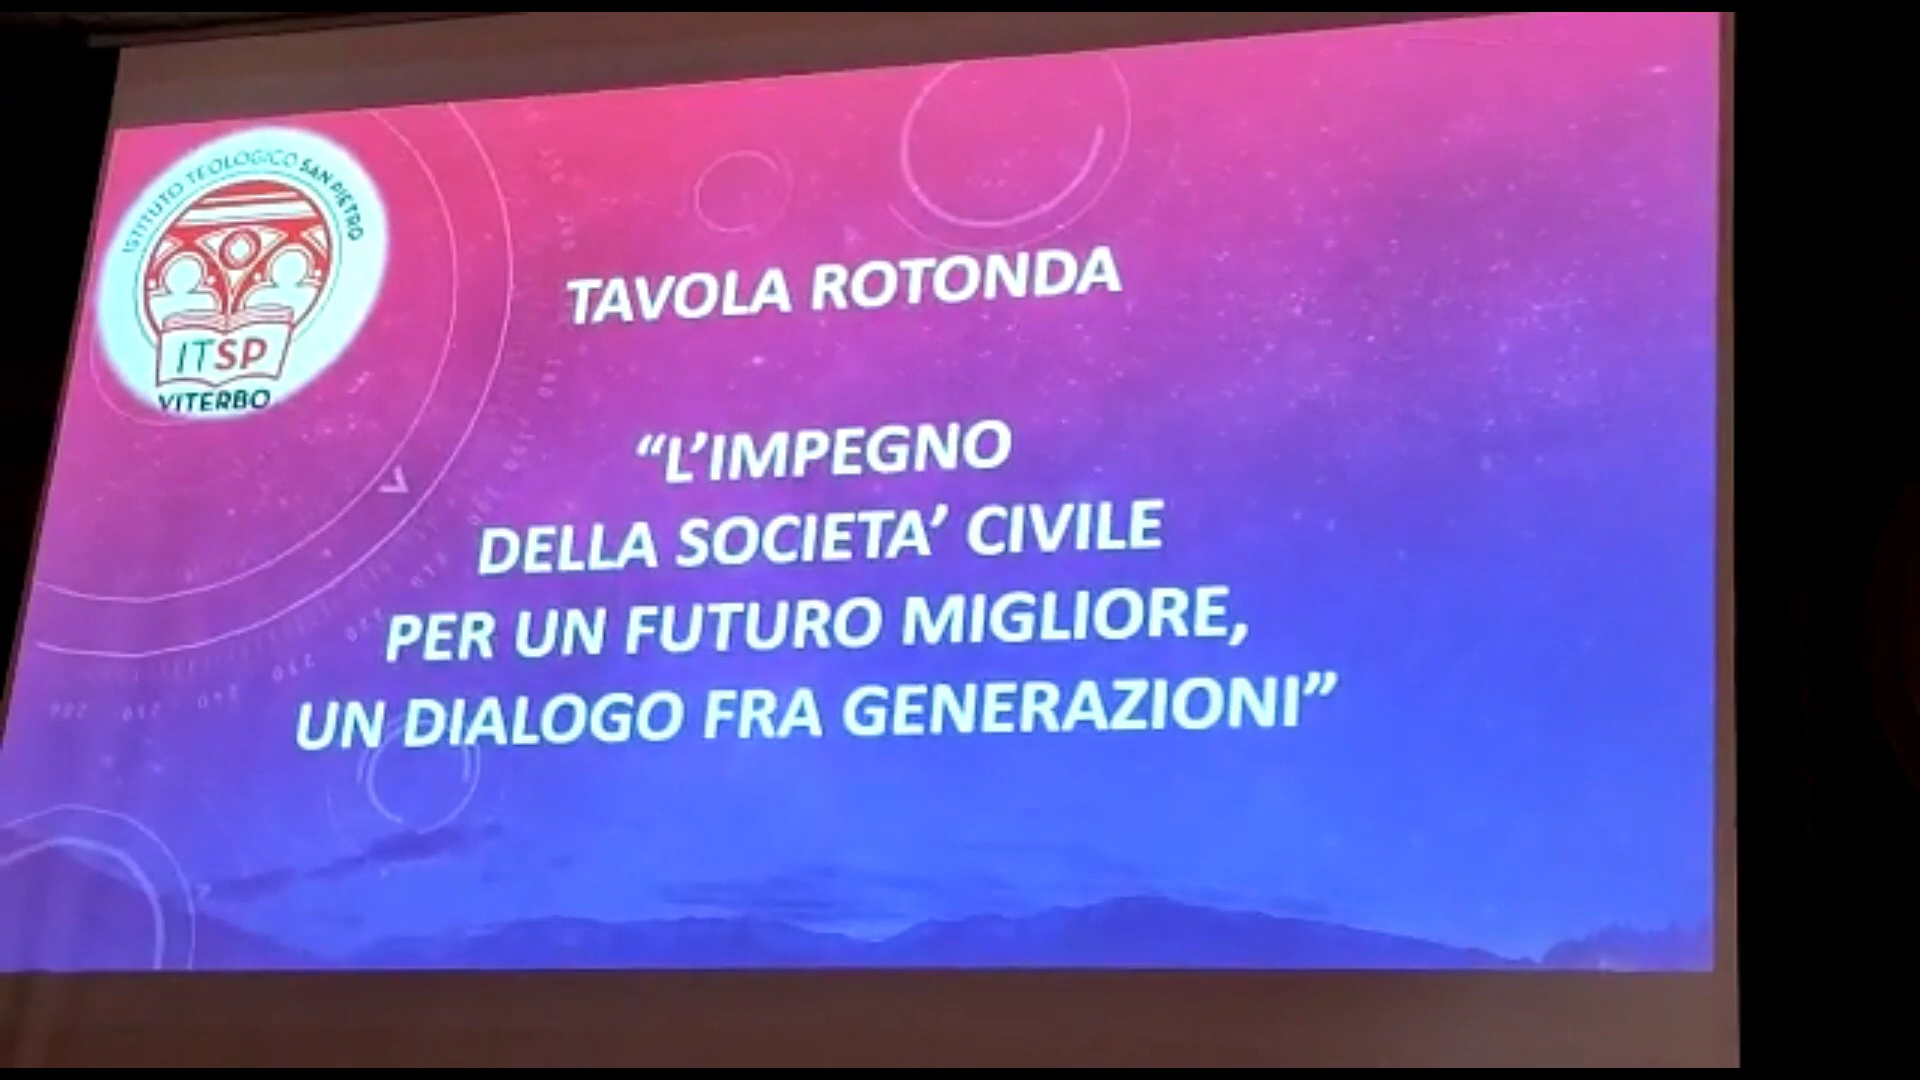 ISTITUTO TEOLOGICO SAN PIETRO
ITSP
VITERBO
TAVOLA ROTONDA
“L’IMPEGNO
DELLA SOCIETA’ CIVILE
PER UN FUTURO MIGLIORE,
UN DIALOGO FRA GENERAZIONI”